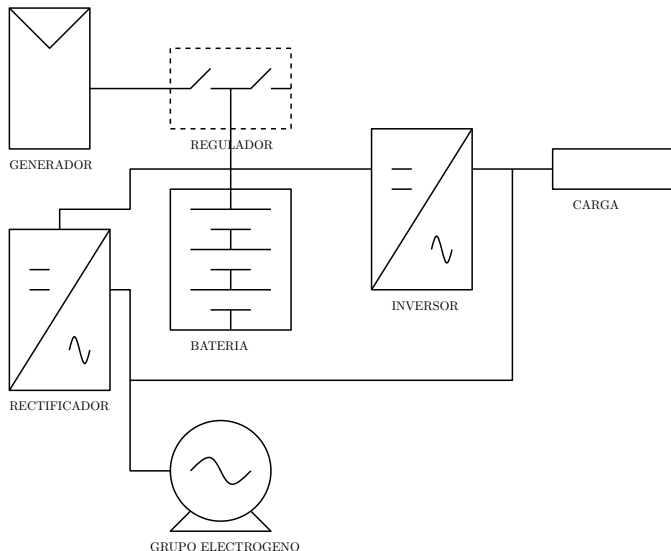 REGULADOR
GENERADOR
CARGA
INVERSOR
BATERIA
RECTIFICADOR
GRUPO ELECTROGENO